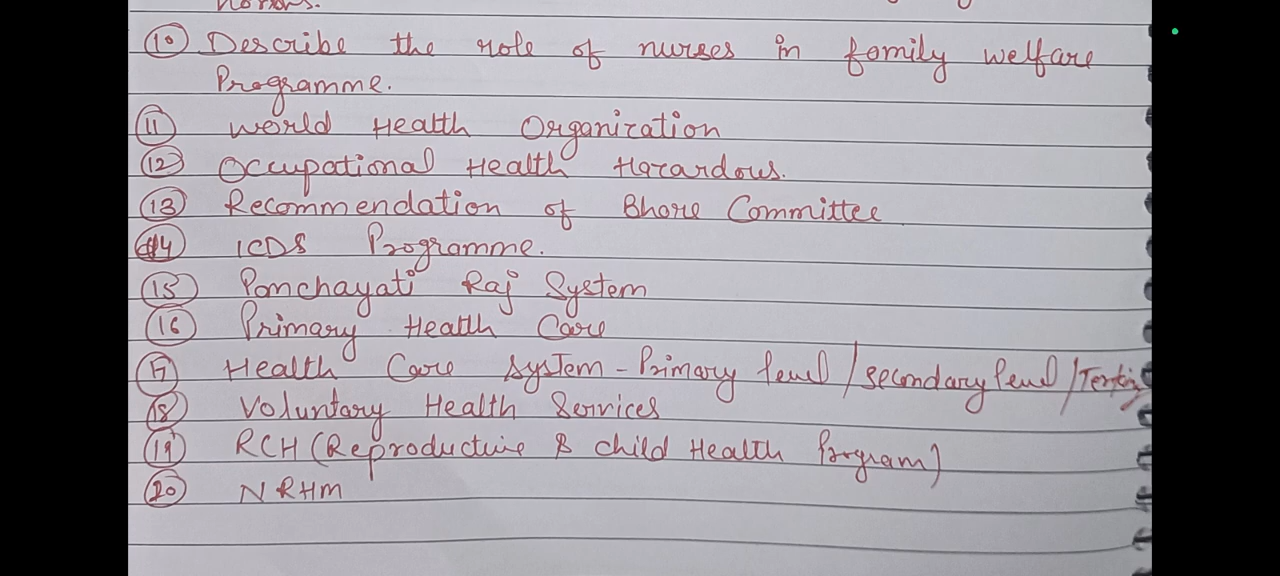 ⑩ Describe the role of nurses in family welfare
Programme.
⑪ World Health Organization
⑫ Occupational Health Hazardous.
⑬ Recommendation of Bhore Committee
⑭ ICDS Programme.
⑮ Panchayati Raj System
⑯ Primary Health Care
⑰ Health Care System - Primary level / secondary level /
⑱ Voluntary Health Services
⑲ RCH (Reproductive & child Health Program)
⑳ NRHM